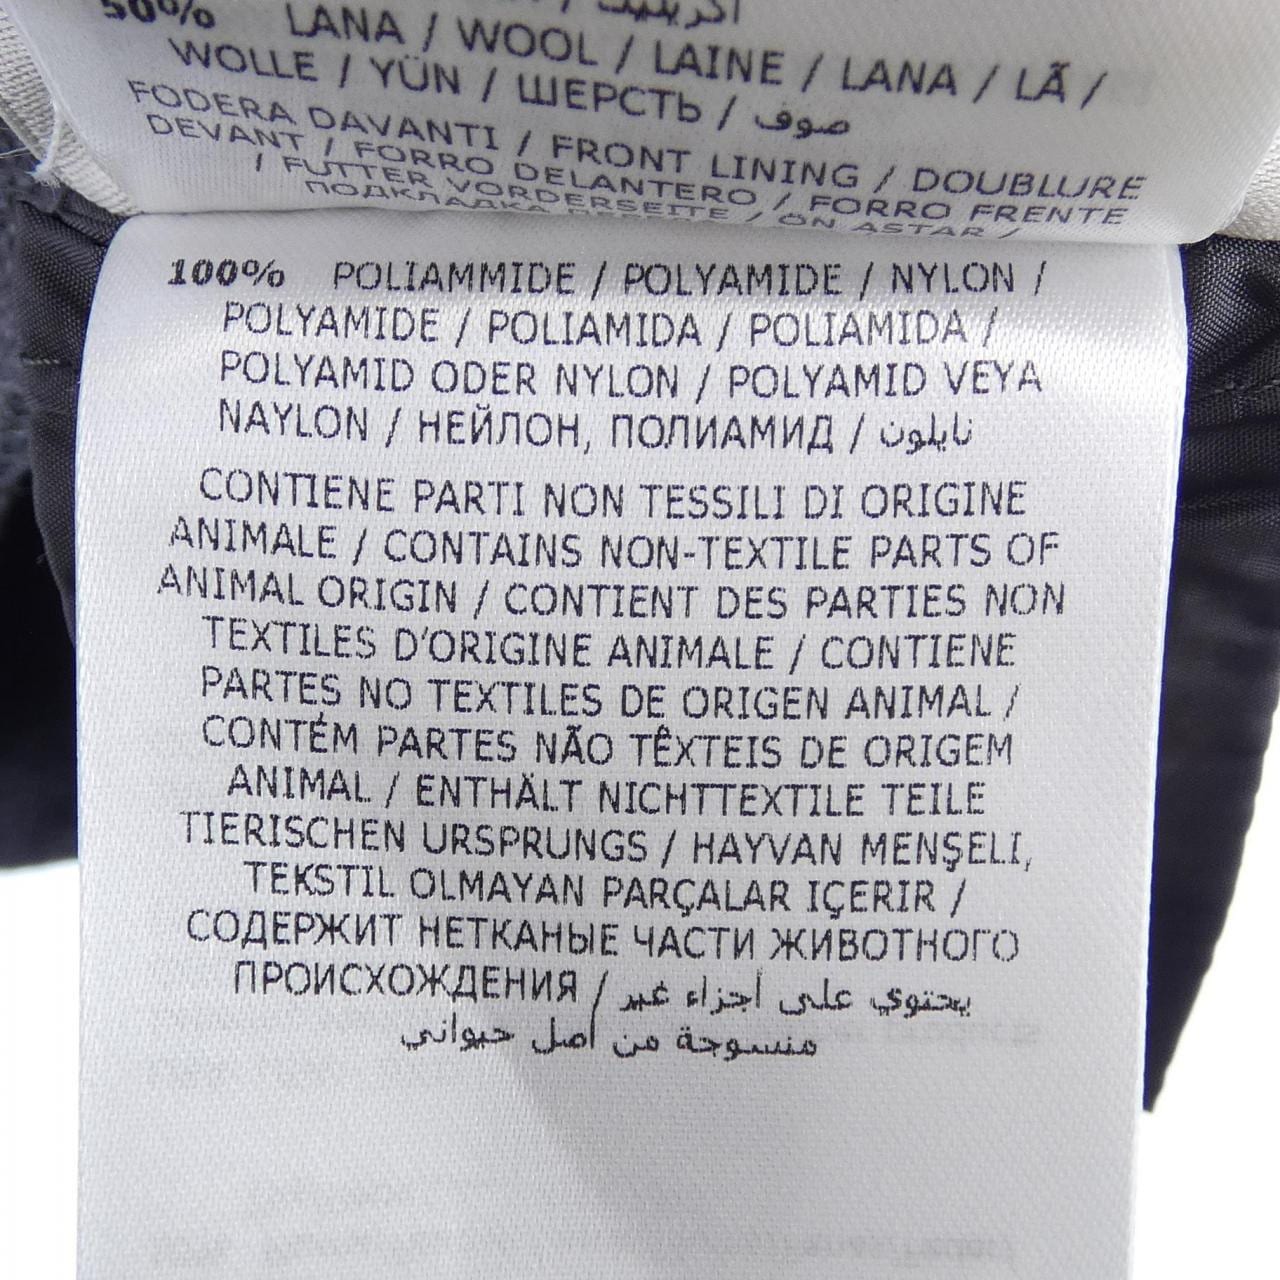 أكريليك
50% LANA / WOOL / LAINE / LANA / LÃ /
WOLLE / YÜN / ШЕРСТЬ / صوف
FODERA DAVANTI / FRONT LINING / DOUBLURE
DEVANT / FORRO DELANTERO / FORRO FRENTE
/ FUTTER VORDERSEITE / ÖN ASTAR /
ПОДКЛАДКА
100% POLIAMMIDE / POLYAMIDE / NYLON /
POLYAMIDE / POLIAMIDA / POLIAMIDA /
POLYAMID ODER NYLON / POLYAMID VEYA
NAYLON / НЕЙЛОН, ПОЛИАМИД / نايلون
CONTIENE PARTI NON TESSILI DI ORIGINE
ANIMALE / CONTAINS NON-TEXTILE PARTS OF
ANIMAL ORIGIN / CONTIENT DES PARTIES NON
TEXTILES D'ORIGINE ANIMALE / CONTIENE
PARTES NO TEXTILES DE ORIGEN ANIMAL /
CONTÉM PARTES NÃO TÊXTEIS DE ORIGEM
ANIMAL / ENTHÄLT NICHTTEXTILE TEILE
TIERISCHEN URSPRUNGS / HAYVAN MENŞELI,
TEKSTIL OLMAYAN PARÇALAR IÇERIR /
СОДЕРЖИТ НЕТКАНЫЕ ЧАСТИ ЖИВОТНОГО
ПРОИСХОЖДЕНИЯ / يحتوي على أجزاء غير
منسوجة من أصل حيواني